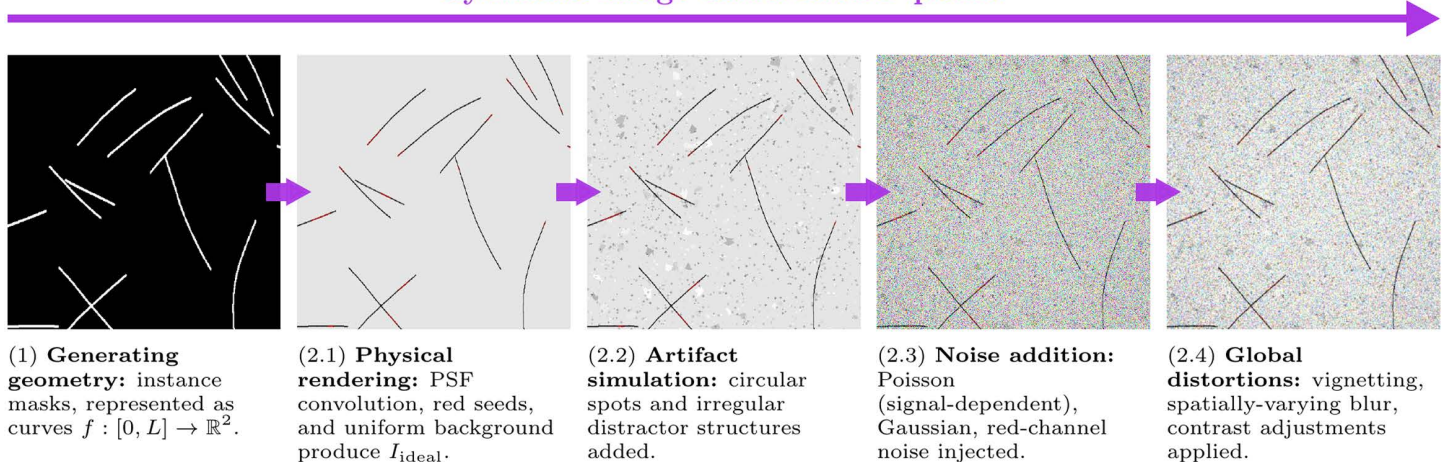 (1) Generating
geometry: instance
masks, represented as
curves f : [0, L] → ℝ².
(2.1) Physical
rendering: PSF
convolution, red seeds,
and uniform background
produce I_ideal.
(2.2) Artifact
simulation: circular
spots and irregular
distractor structures
added.
(2.3) Noise addition:
Poisson
(signal-dependent),
Gaussian, red-channel
noise injected.
(2.4) Global
distortions: vignetting,
spatially-varying blur,
contrast adjustments
applied.